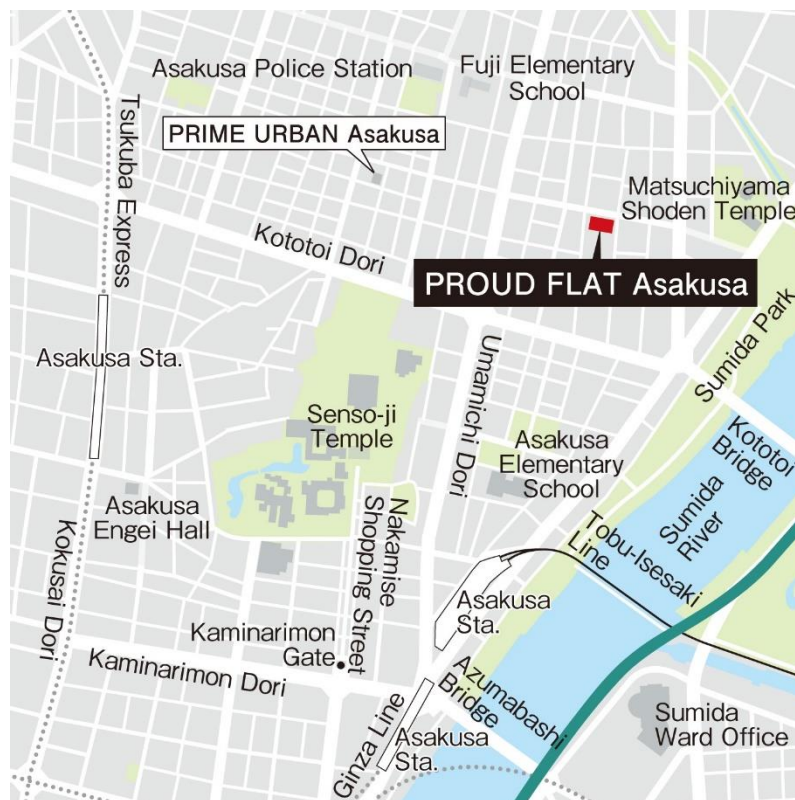 Asakusa Police Station
Fuji Elementary
School
Tsukuba Express
PRIME URBAN Asakusa
Matsuchiyama
Shoden Temple
Kototoi Dori
PROUD FLAT Asakusa
Asakusa Sta.
Umamichi Dori
Sumida Park
Senso-ji
Temple
Asakusa
Elementary
School
Kototoi
Bridge
Sumida
River
Asakusa
Engei Hall
Nakamise
Shopping Street
Tobu-Isesaki
Line
Kokusai Dori
Asakusa
Sta.
Kaminarimon
Gate
Kaminarimon Dori
Azumabashi
Bridge
Ginza Line
Asakusa
Sta.
Sumida
Ward Office